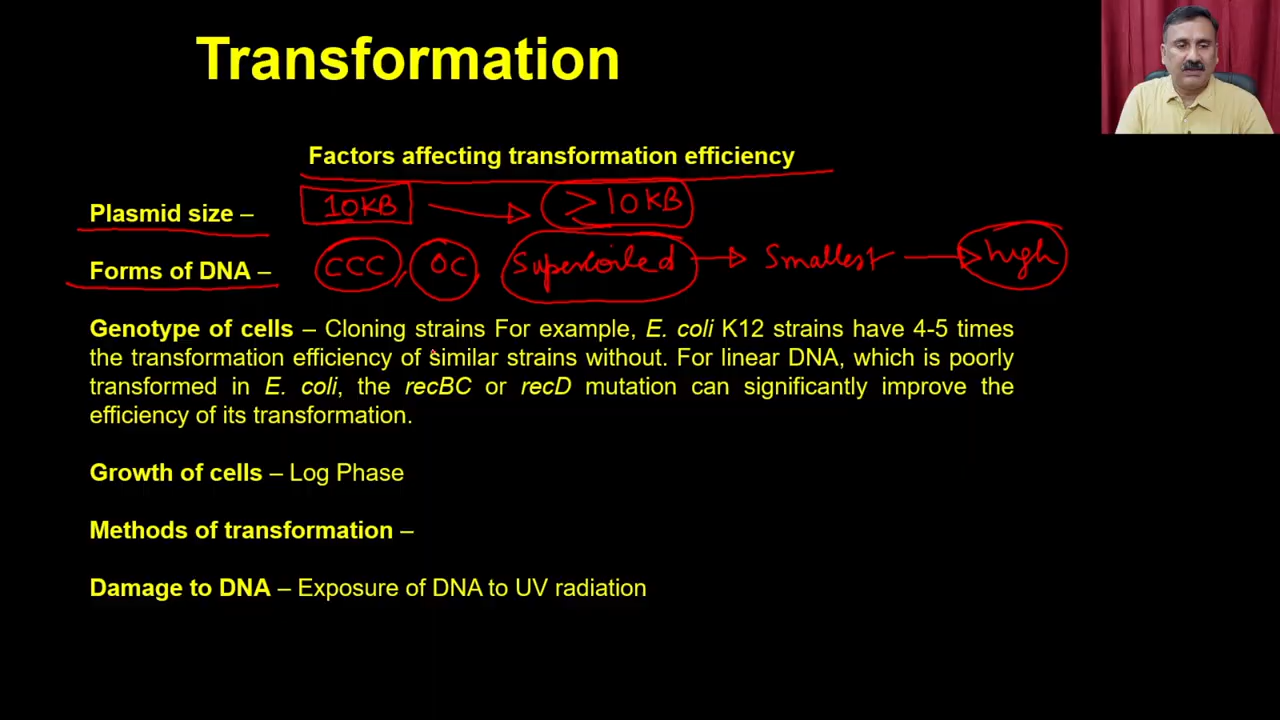 Transformation
Factors affecting transformation efficiency
Plasmid size – 10KB → ≥10KB
Forms of DNA – CCC, OC Supercoiled → Smallest → high
Genotype of cells – Cloning strains For example, E. coli K12 strains have 4-5 times
the transformation efficiency of similar strains without. For linear DNA, which is poorly
transformed in E. coli, the recBC or recD mutation can significantly improve the
efficiency of its transformation.
Growth of cells – Log Phase
Methods of transformation –
Damage to DNA – Exposure of DNA to UV radiation